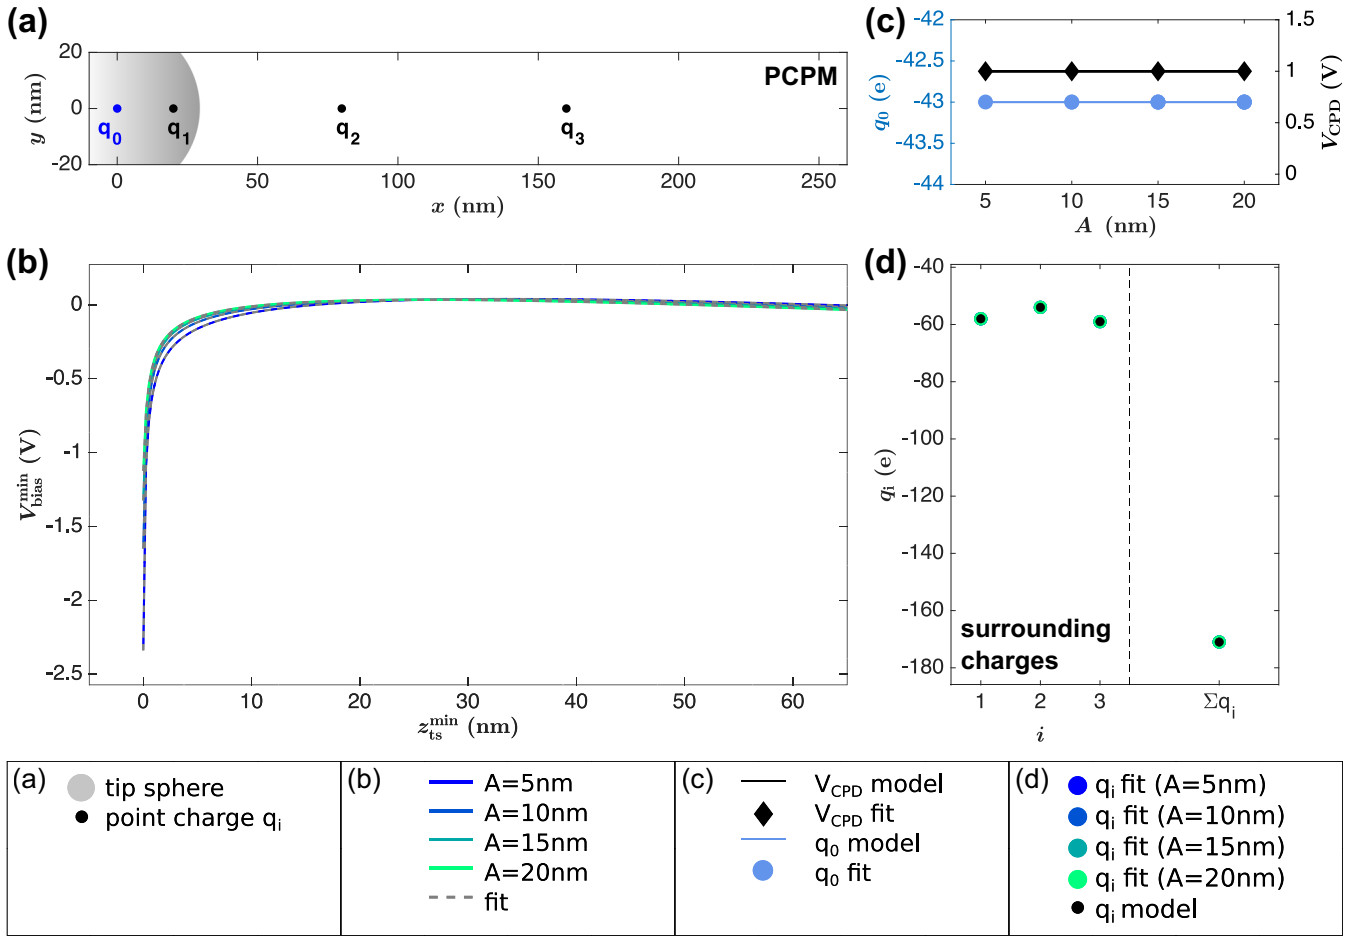 (a)
20
0
-20
y (nm)
PCPM
q0
q1
q2
q3
0
50
100
150
200
250
x (nm)
(c)
-42
-42.5
-43
-43.5
-44
q0 (e)
1.5
1
0.5
0
VCPD (V)
5
10
15
20
A (nm)
(b)
0
-0.5
-1
-1.5
-2
-2.5
Vbias^min (V)
0
10
20
30
40
50
60
zts^min (nm)
(d)
-40
-60
-80
-100
-120
-140
-160
-180
qi (e)
surrounding
charges
1
2
3
Σqi
i
(a)
tip sphere
point charge qi
(b)
A=5nm
A=10nm
A=15nm
A=20nm
fit
(c)
VCPD model
VCPD fit
q0 model
q0 fit
(d)
qi fit (A=5nm)
qi fit (A=10nm)
qi fit (A=15nm)
qi fit (A=20nm)
qi model